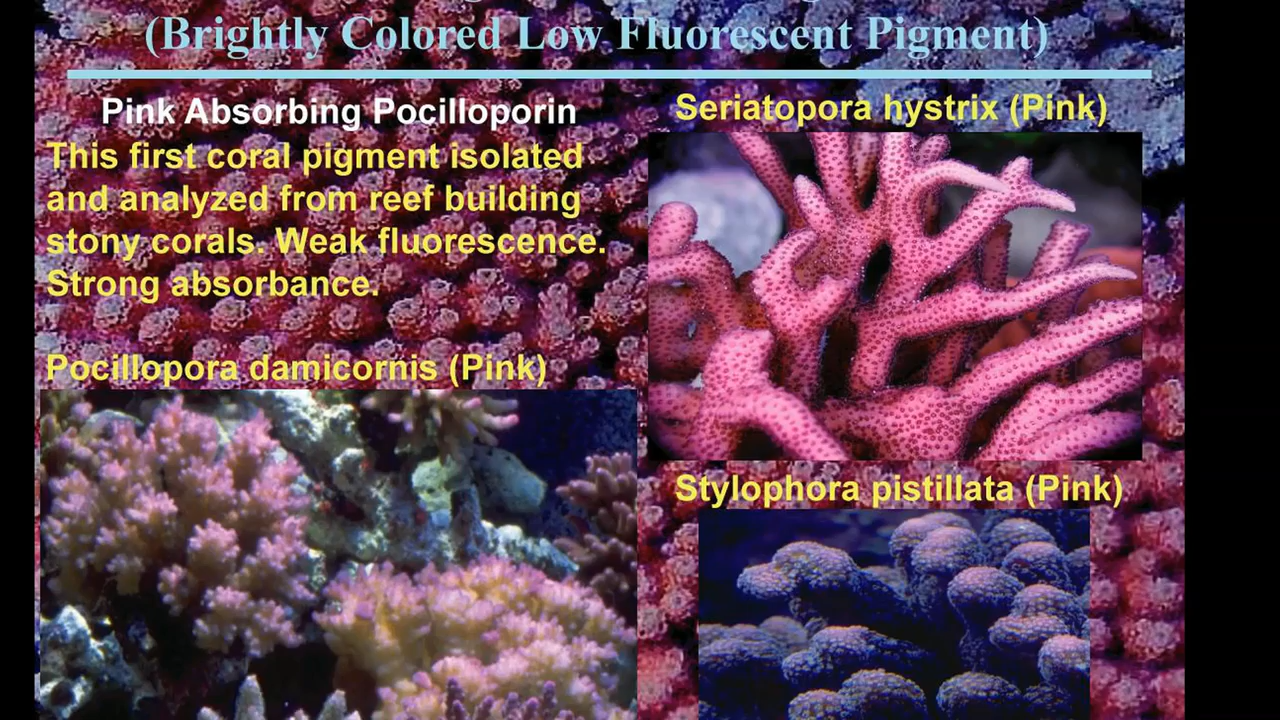 (Brightly Colored Low Fluorescent Pigment)
Pink Absorbing Pocilloporin
This first coral pigment isolated
and analyzed from reef building
stony corals. Weak fluorescence.
Strong absorbance.
Pocillopora damicornis (Pink)
Seriatopora hystrix (Pink)
Stylophora pistillata (Pink)